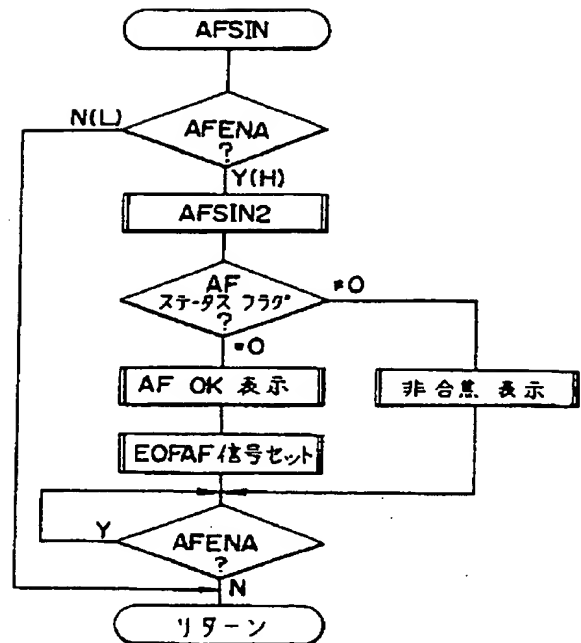 AFSIN
N(L)
AFENA
?
Y(H)
AFSIN2
AF
ステータス フラグ
?
≠0
=0
AF OK 表示
非合焦 表示
EOFAF信号セット
Y
AFENA
?
N
リターン